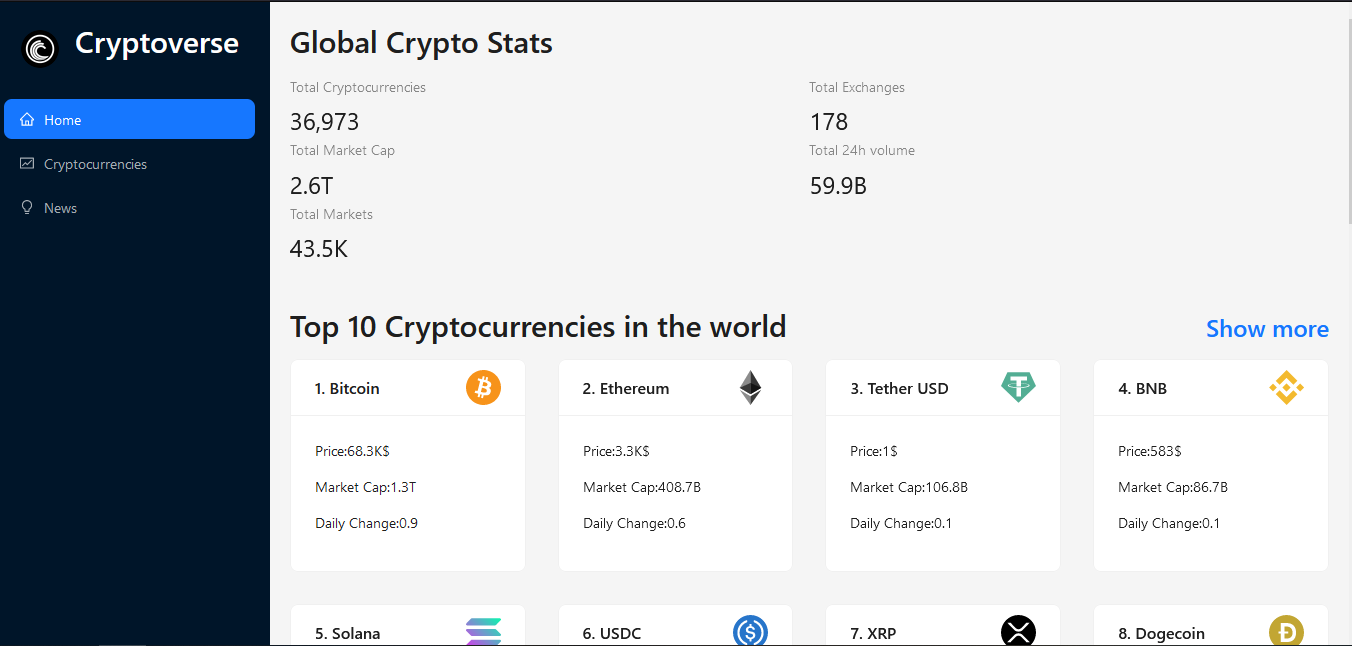 Cryptoverse
Home
Cryptocurrencies
News
Global Crypto Stats
Total Cryptocurrencies
36,973
Total Exchanges
178
Total Market Cap
2.6T
Total 24h volume
59.9B
Total Markets
43.5K
Top 10 Cryptocurrencies in the world
Show more
1. Bitcoin
Price:68.3K$
Market Cap:1.3T
Daily Change:0.9
2. Ethereum
Price:3.3K$
Market Cap:408.7B
Daily Change:0.6
3. Tether USD
Price:1$
Market Cap:106.8B
Daily Change:0.1
4. BNB
Price:583$
Market Cap:86.7B
Daily Change:0.1
5. Solana
6. USDC
7. XRP
8. Dogecoin